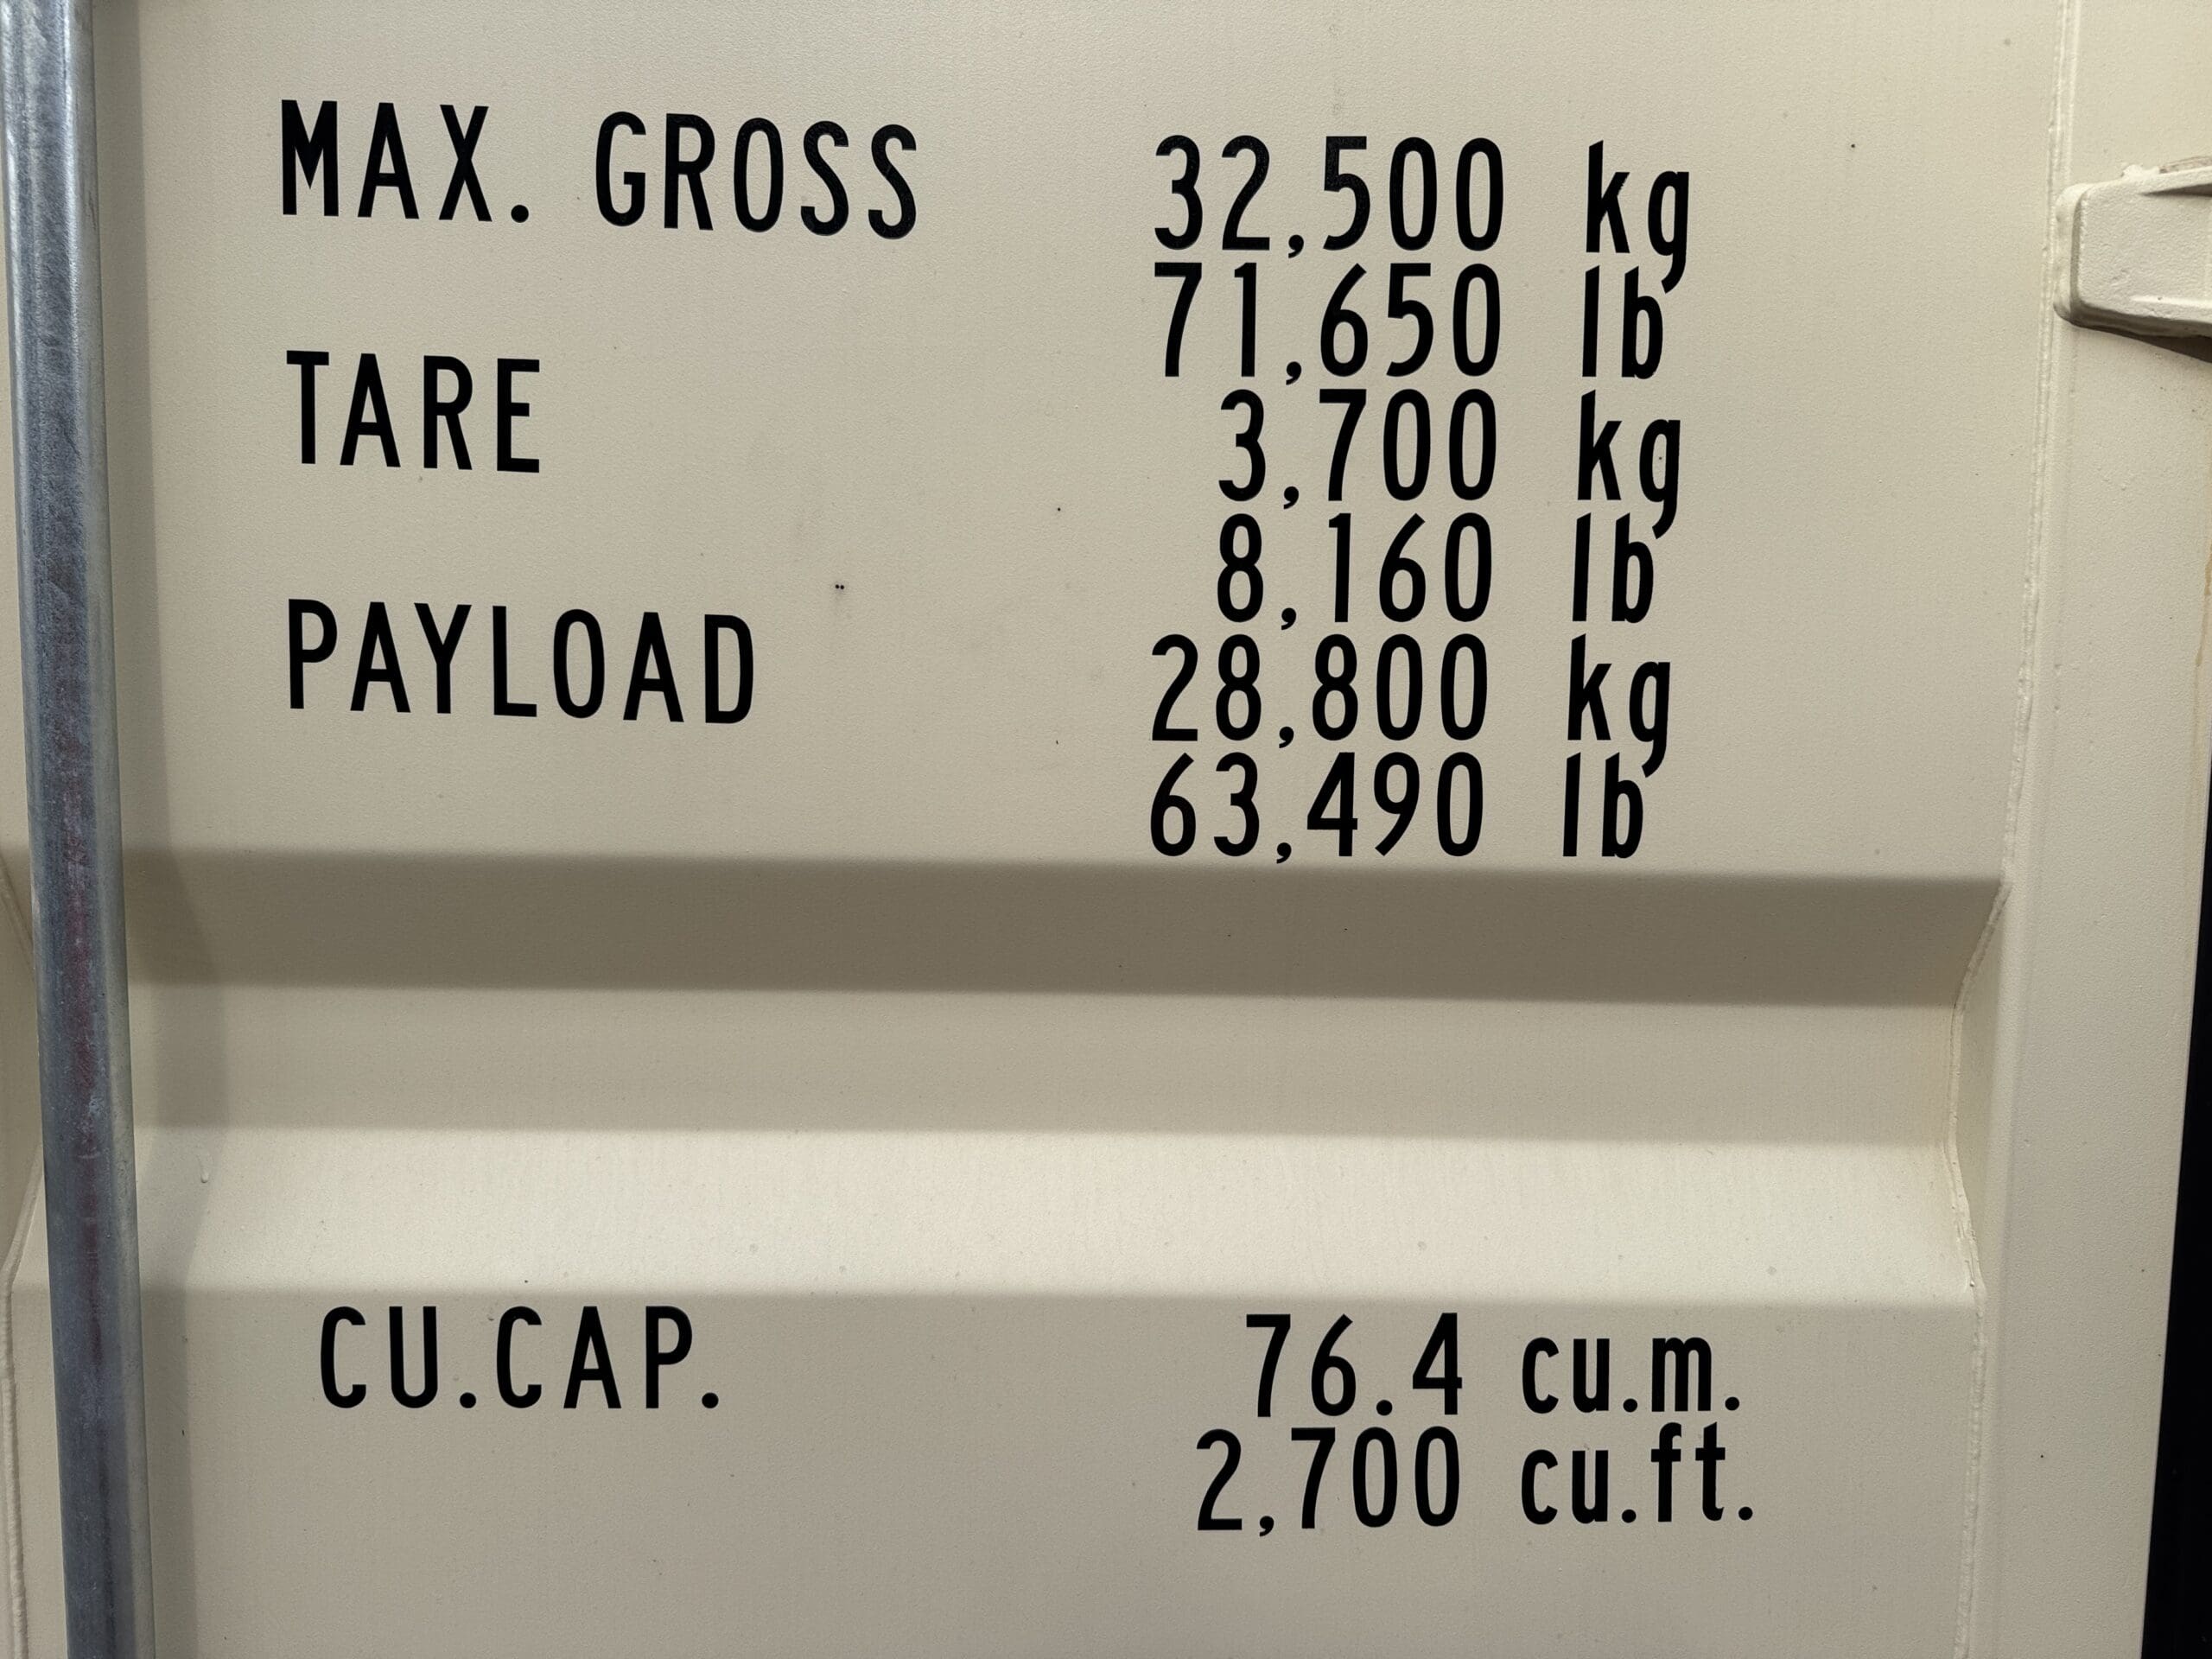 MAX. GROSS 32,500 kg
71,650 lb
TARE 3,700 kg
8,160 lb
PAYLOAD 28,800 kg
63,490 lb
CU.CAP. 76.4 cu.m.
2,700 cu.ft.